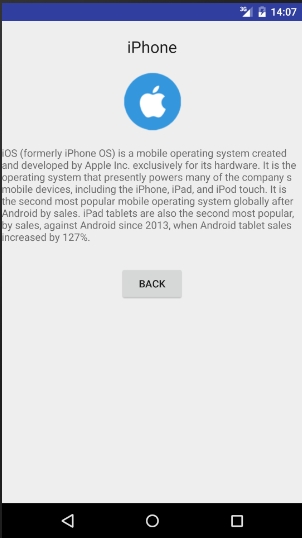 3G 14:07
iPhone
iOS (formerly iPhone OS) is a mobile operating system created
and developed by Apple Inc. exclusively for its hardware. It is the
operating system that presently powers many of the company s
mobile devices, including the iPhone, iPad, and iPod touch. It is
the second most popular mobile operating system globally after
Android by sales. iPad tablets are also the second most popular,
by sales, against Android since 2013, when Android tablet sales
increased by 127%.
BACK